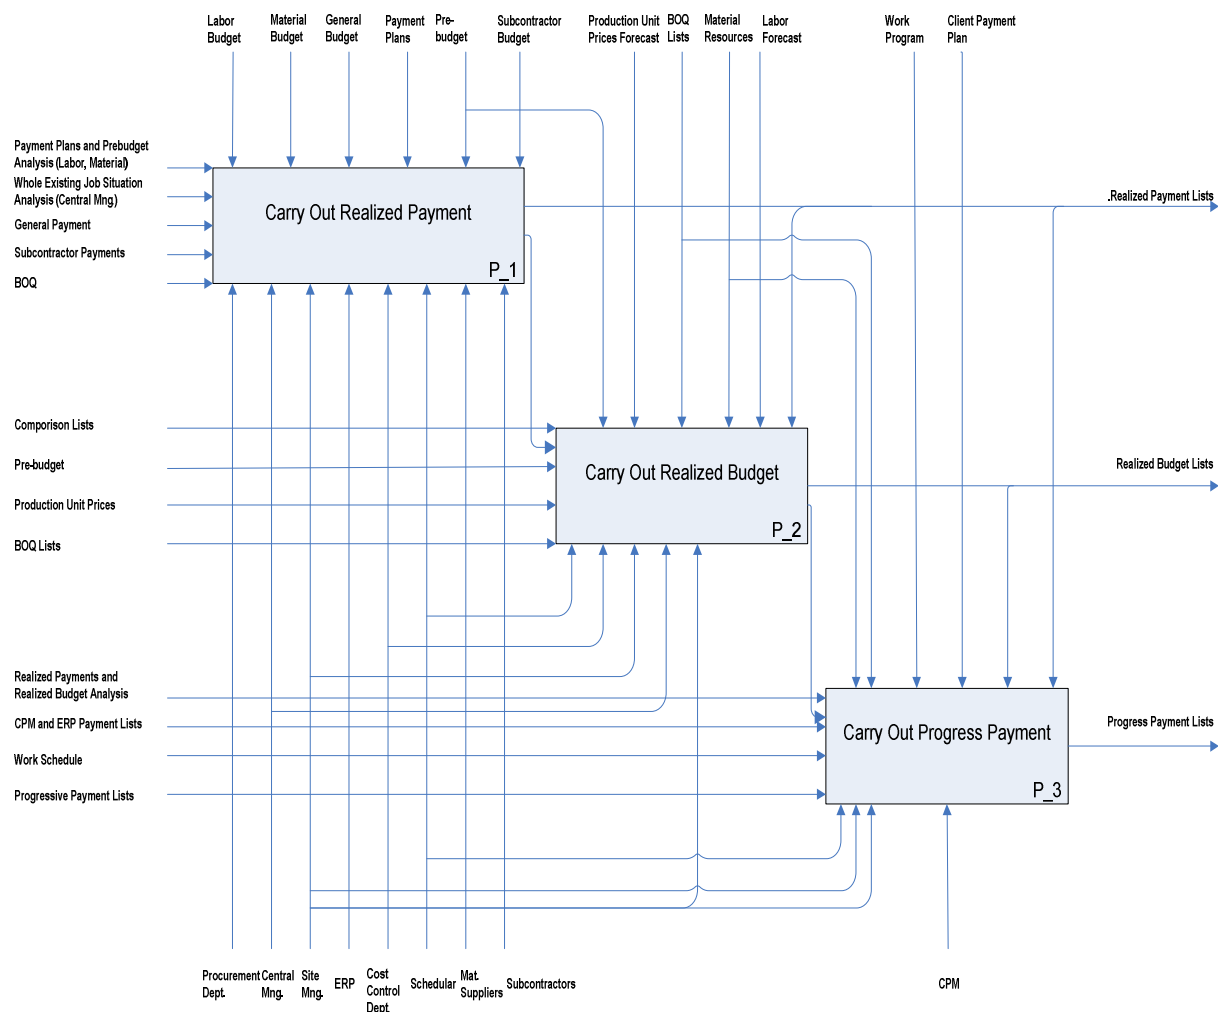 Labor
Budget
Material
Budget
General
Budget
Payment
Plans
Pre-
budget
Subcontractor
Budget
Production Unit
Prices Forecast
BOQ
Lists
Material
Resources
Labor
Forecast
Work
Program
Client Payment
Plan
Payment Plans and Prebudget
Analysis (Labor, Material)
Whole Existing Job Situation
Analysis (Central Mng.)
General Payment
Subcontractor Payments
BOQ
Carry Out Realized Payment
P_1
.Realized Payment Lists
Comporison Lists
Pre-budget
Production Unit Prices
BOQ Lists
Carry Out Realized Budget
P_2
Realized Budget Lists
Realized Payments and
Realized Budget Analysis
CPM and ERP Payment Lists
Work Schedule
Progressive Payment Lists
Carry Out Progress Payment
P_3
Progress Payment Lists
Procurement
Dept.
Central
Mng.
Site
Mng.
ERP
Cost
Control
Dept.
Schedular
Mat.
Suppliers
Subcontractors
CPM